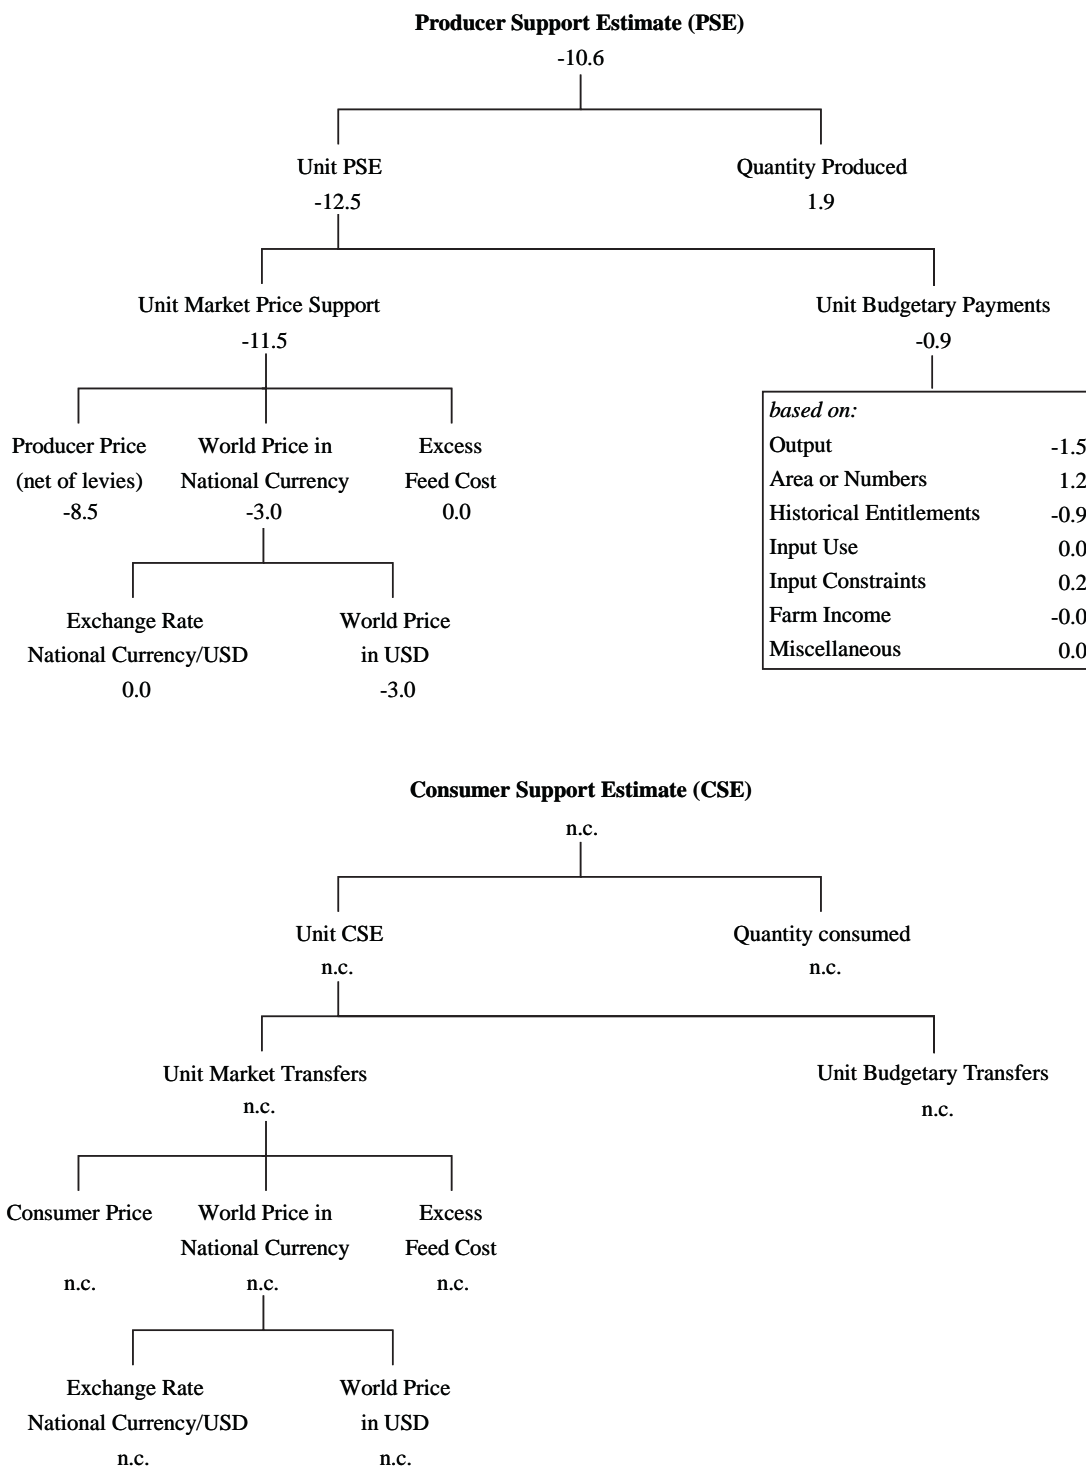 Producer Support Estimate (PSE)
-10.6
Unit PSE
Quantity Produced
-12.5
1.9
Unit Market Price Support
Unit Budgetary Payments
-11.5
-0.9
based on:
Output -1.5
Area or Numbers 1.2
Historical Entitlements -0.9
Input Use 0.0
Input Constraints 0.2
Farm Income -0.0
Miscellaneous 0.0
Producer Price
(net of levies)
-8.5
World Price in
National Currency
-3.0
Excess
Feed Cost
0.0
Exchange Rate
National Currency/USD
0.0
World Price
in USD
-3.0
Consumer Support Estimate (CSE)
n.c.
Unit CSE
Quantity consumed
n.c.
n.c.
Unit Market Transfers
Unit Budgetary Transfers
n.c.
n.c.
Consumer Price
n.c.
World Price in
National Currency
n.c.
Excess
Feed Cost
n.c.
Exchange Rate
National Currency/USD
n.c.
World Price
in USD
n.c.